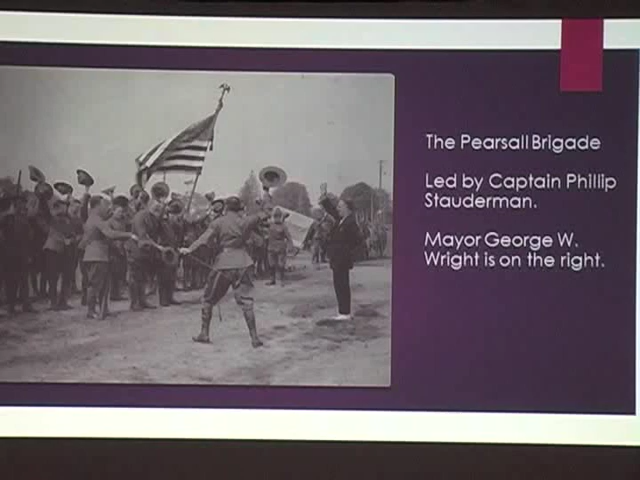 The Pearsall Brigade
Led by Captain Phillip
Stauderman.
Mayor George W.
Wright is on the right.